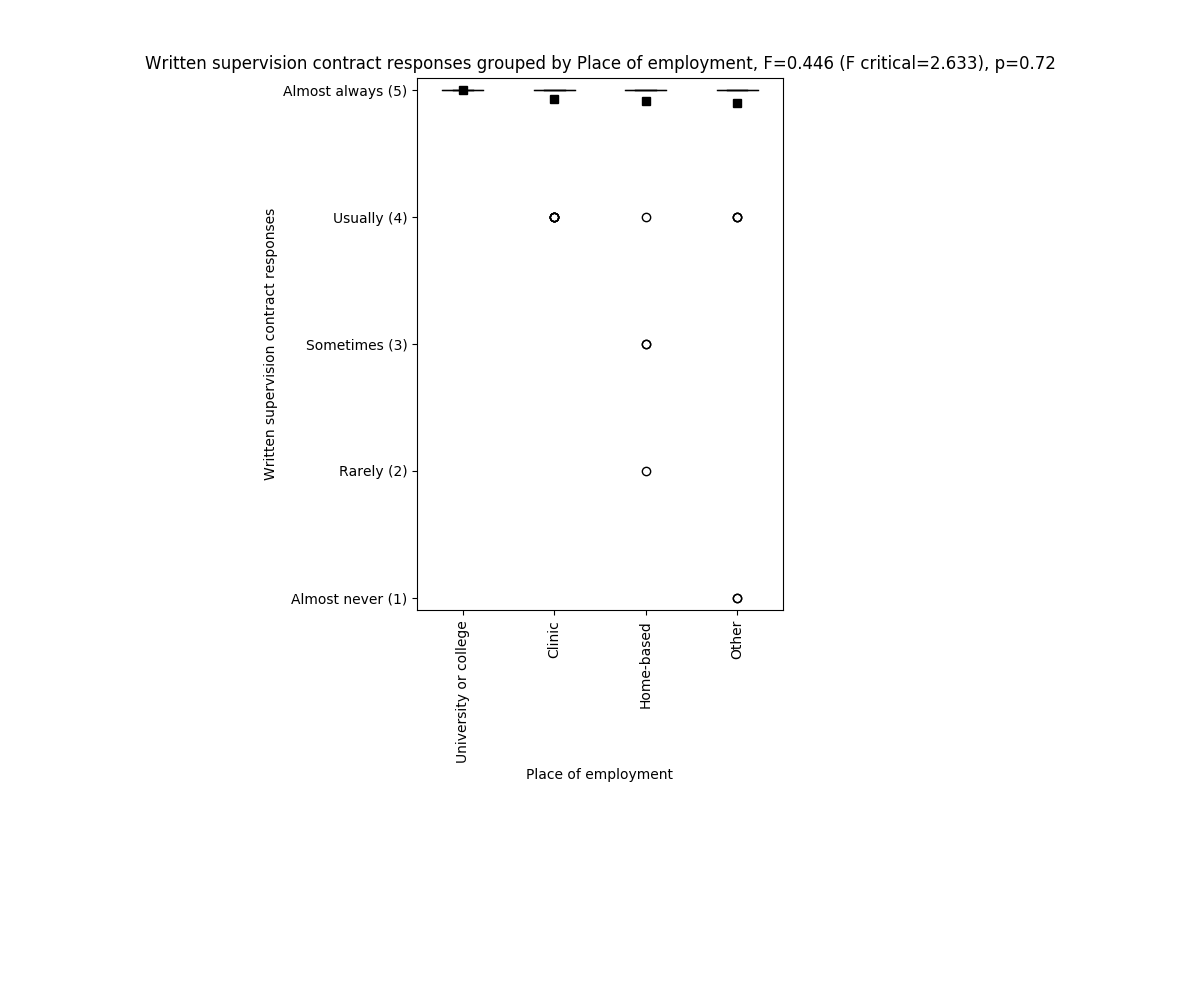 Written supervision contract responses grouped by Place of employment, F=0.446 (F critical=2.633), p=0.72
Almost always (5)
Usually (4)
Sometimes (3)
Rarely (2)
Almost never (1)
Written supervision contract responses
University or college
Clinic
Home-based
Other
Place of employment